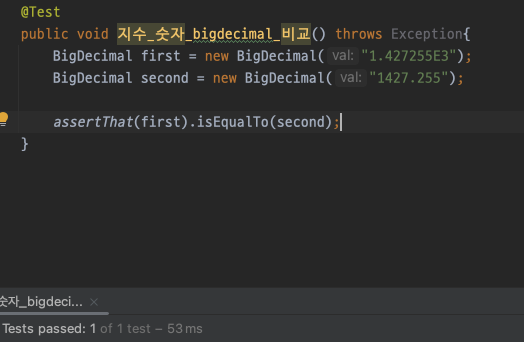 @Test
public void 지수_숫자_bigdecimal_비교() throws Exception{
BigDecimal first = new BigDecimal( val: "1.427255E3");
BigDecimal second = new BigDecimal( val: "1427.255");
assertThat(first).isEqualTo(second);
}
숫자_bigdeci... ×
Tests passed: 1 of 1 test – 53 ms